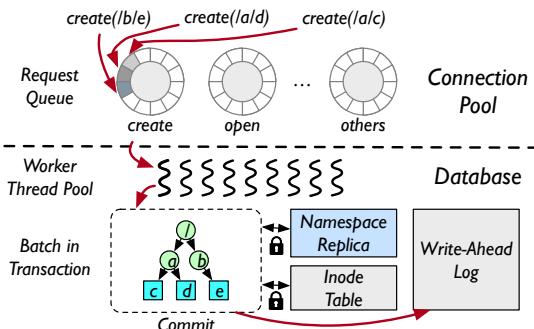 create(/b/e) create(/a/d) create(/a/c)
Request
Queue
...
Connection
Pool
create open others
Worker
Thread Pool
Database
Batch in
Transaction
/
a b
c d e
Namespace
Replica
Inode
Table
Write-Ahead
Log
Commit